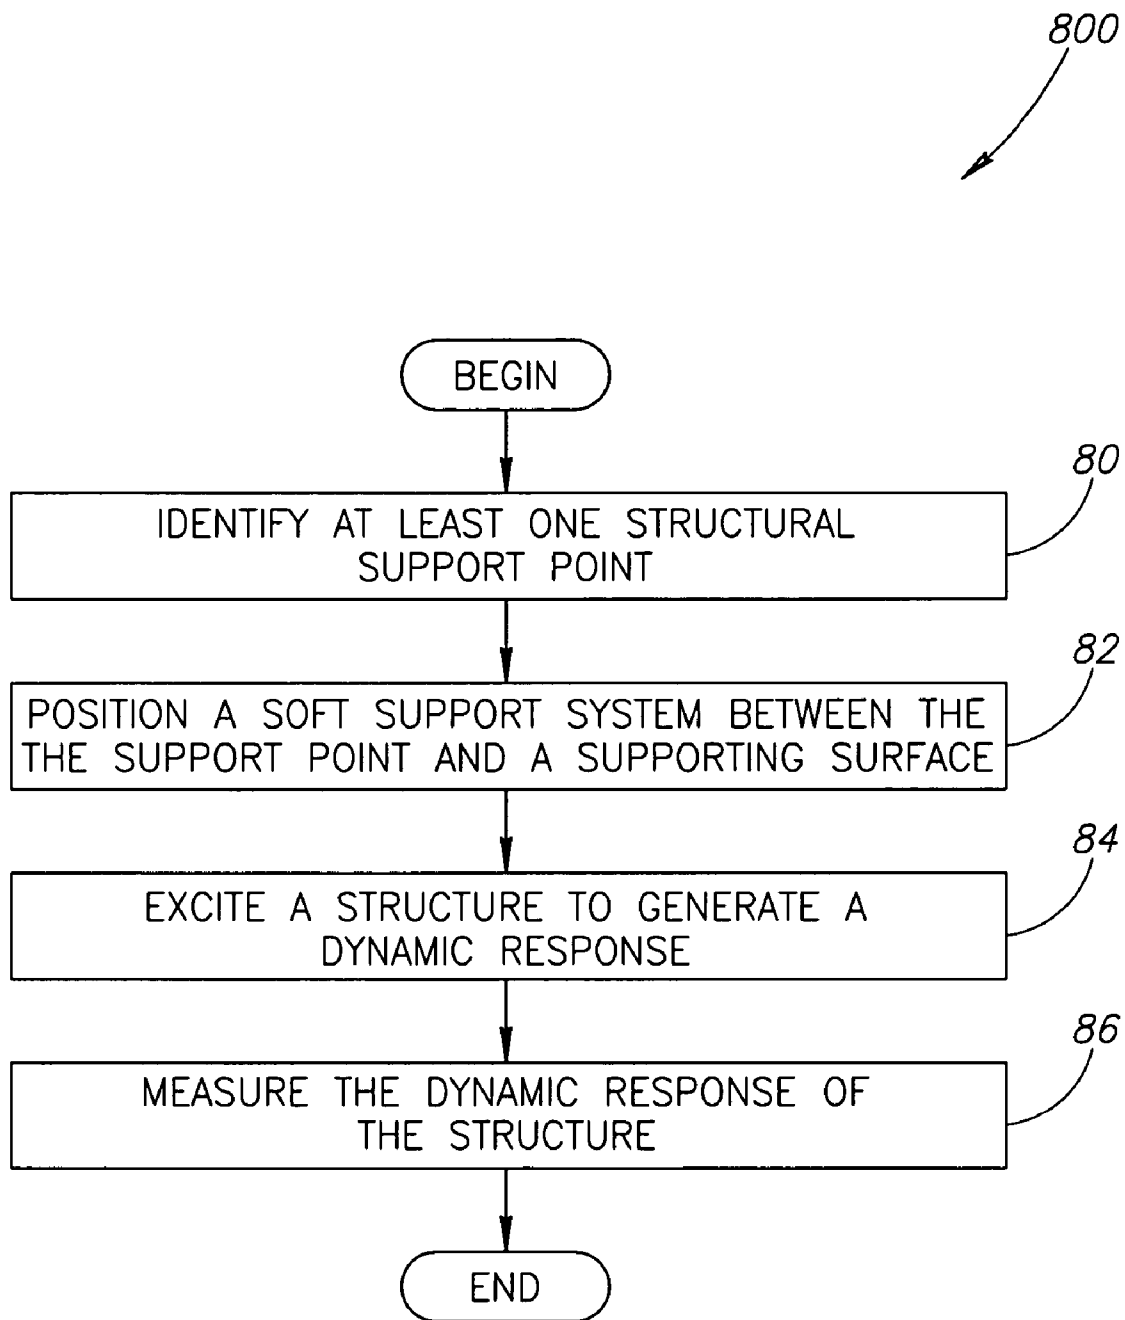 800
BEGIN
80
IDENTIFY AT LEAST ONE STRUCTURAL
SUPPORT POINT
82
POSITION A SOFT SUPPORT SYSTEM BETWEEN THE
THE SUPPORT POINT AND A SUPPORTING SURFACE
84
EXCITE A STRUCTURE TO GENERATE A
DYNAMIC RESPONSE
86
MEASURE THE DYNAMIC RESPONSE OF
THE STRUCTURE
END